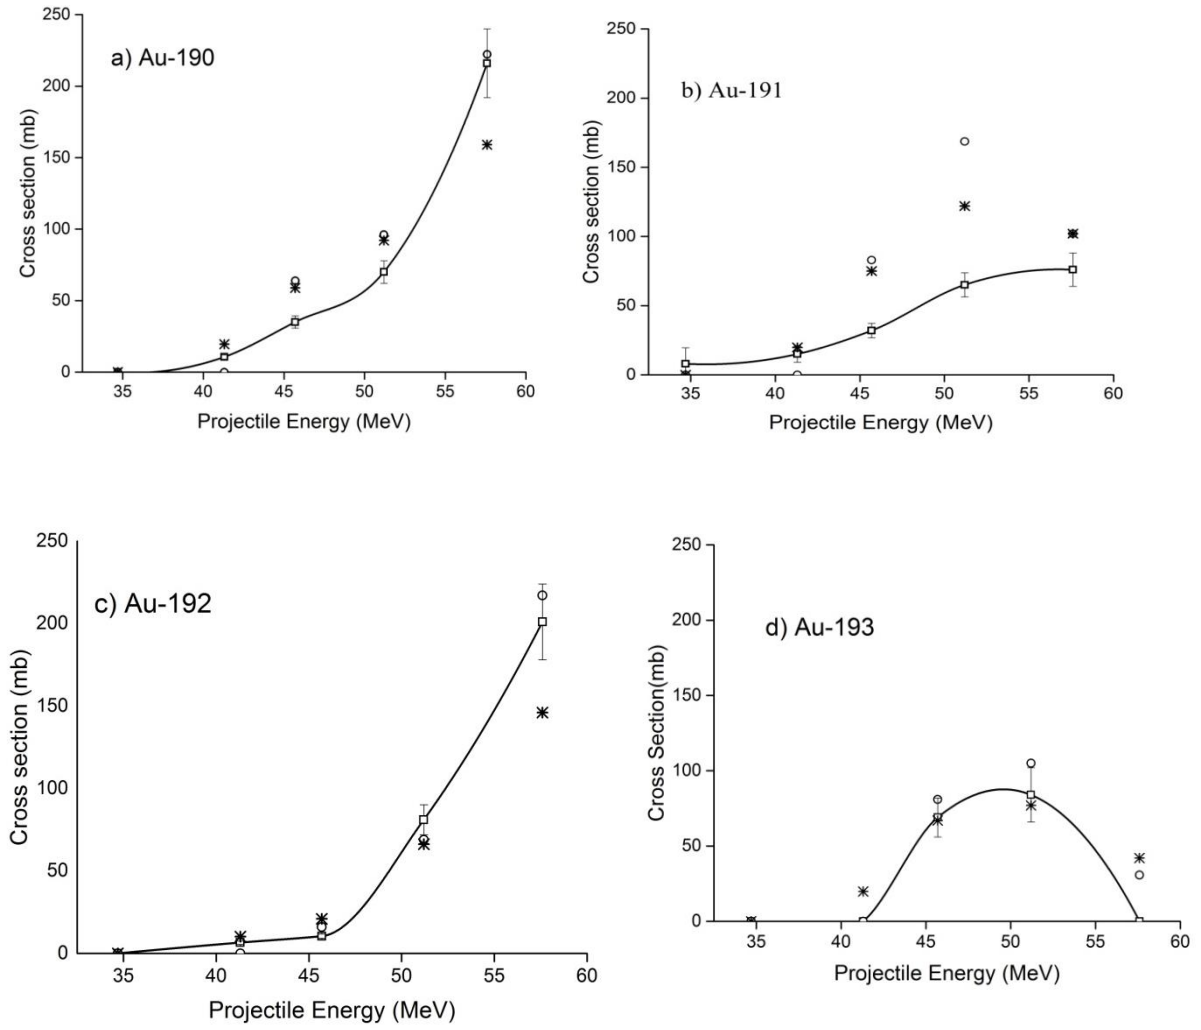 250
200
150
100
50
0
a) Au-190
Cross section (mb)
35 40 45 50 55 60
Projectile Energy (MeV)
250
200
150
100
50
0
b) Au-191
Cross section (mb)
35 40 45 50 55 60
Projectile Energy (MeV)
250
200
150
100
50
0
c) Au-192
Cross section (mb)
35 40 45 50 55 60
Projectile Energy (MeV)
250
200
150
100
50
0
d) Au-193
Cross Section(mb)
35 40 45 50 55 60
Projectile Energy (MeV)